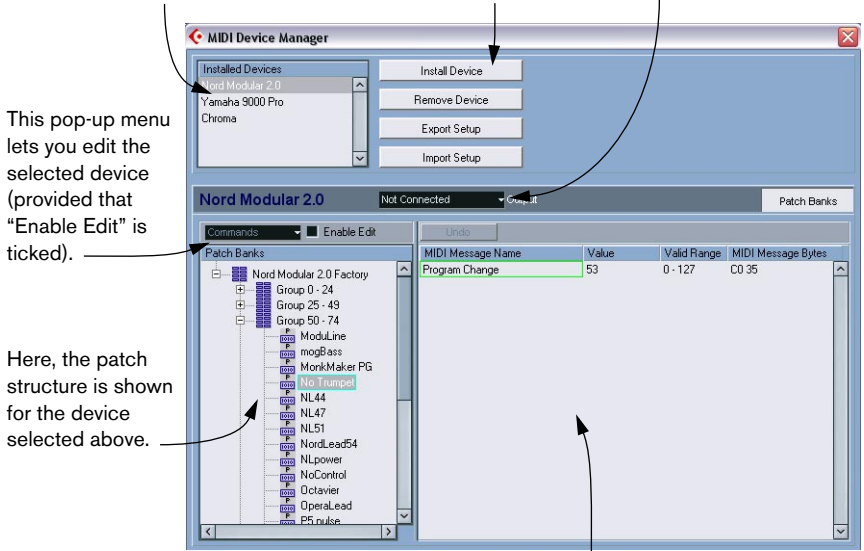 MIDI Device Manager
Installed Devices
Nord Modular 2.0
Yamaha 9000 Pro
Chroma
Install Device
Remove Device
Export Setup
Import Setup
This pop-up menu
lets you edit the
selected device
(provided that
“Enable Edit” is
ticked).
Nord Modular 2.0
Not Connected
Output
Patch Banks
Commands
Enable Edit
Undo
Patch Banks
Nord Modular 2.0 Factory
Group 0 - 24
Group 25 - 49
Group 50 - 74
ModuLine
mogBass
MonkMaker PG
No Trumpet
NL44
NL47
NL51
NordLead54
NLpower
NoControl
Octavier
OperaLead
P5 pulse
MIDI Message Name Value Valid Range MIDI Message Bytes
Program Change 53 0 - 127 C0 35
Here, the patch
structure is shown
for the device
selected above.